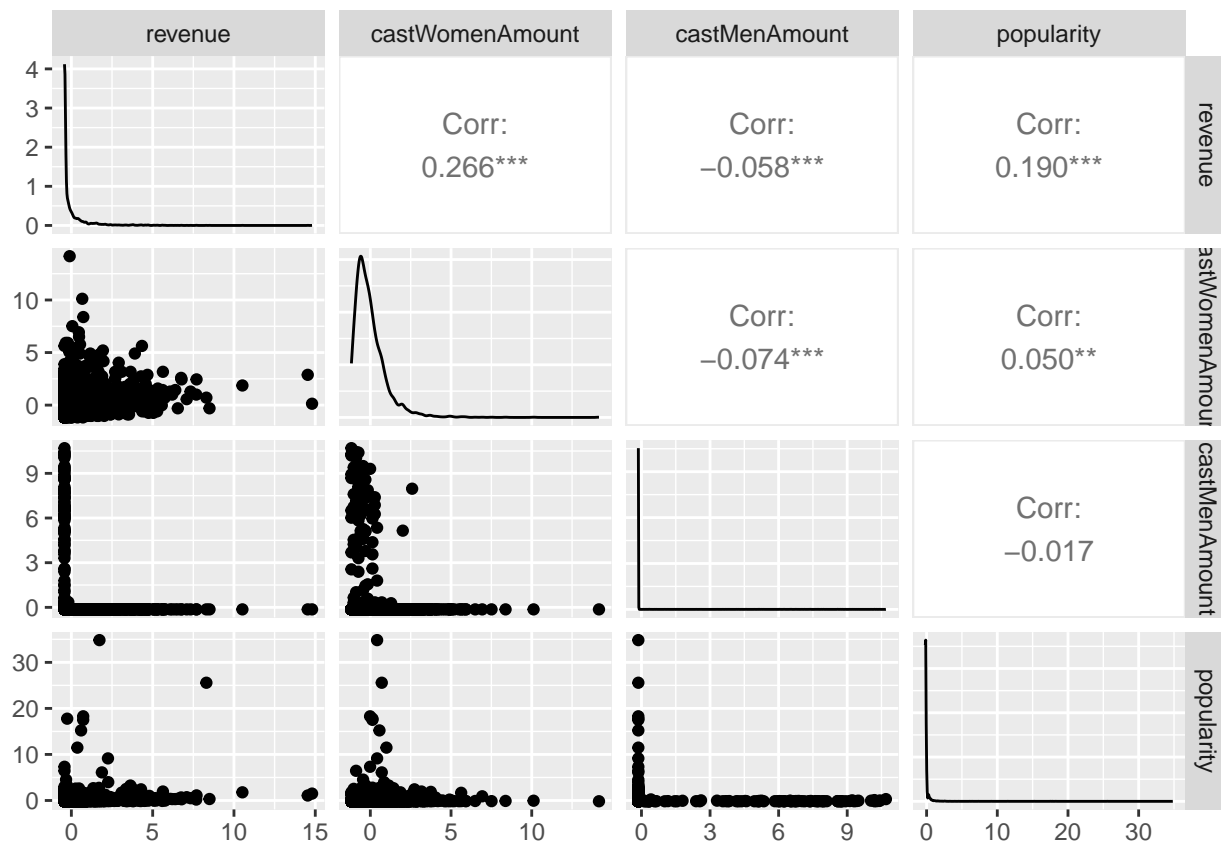 revenue castWomenAmount castMenAmount popularity
4
3
2
1
0
Corr:
0.266***
Corr:
−0.058***
Corr:
0.190***
revenue
10
5
0
Corr:
−0.074***
Corr:
0.050**
astWomenAmour
9
6
3
0
Corr:
−0.017
castMenAmount
30
20
10
0
popularity
0 5 10 15
0 5 10
0 3 6 9
0 10 20 30